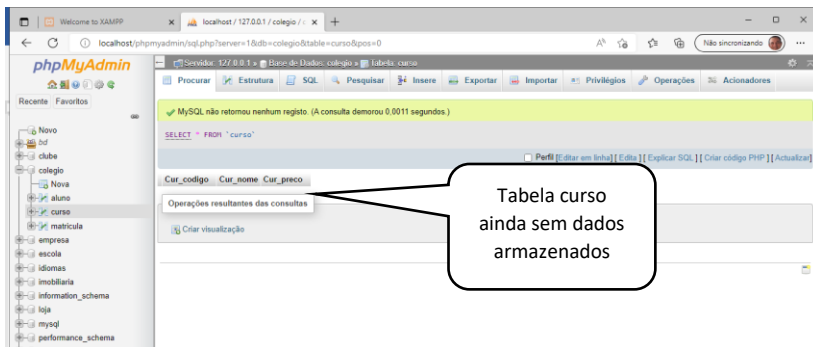 Welcome to XAMPP
localhost / 127.0.0.1 / colegio / c
localhost/phpmyadmin/sql.php?server=1&db=colegio&table=curso&pos=0
Não sincronizando
phpMyAdmin
Recente Favoritos
Novo
bd
clube
colegio
Nova
aluno
curso
matricula
empresa
escola
idiomas
imobiliaria
information_schema
loja
mysql
performance_schema
Servidor: 127.0.0.1 » Base de Dados: colegio » Tabela: curso
Procurar Estrutura SQL Pesquisar Insere Exportar Importar Privilégios Operações Acionadores
MySQL não retornou nenhum registo. (A consulta demorou 0,0011 segundos.)
SELECT * FROM `curso`
Perfil [Editar em linha] [ Edita ] [ Explicar SQL ] [ Criar código PHP ] [ Actualizar]
Cur_codigo Cur_nome Cur_preco
Operações resultantes das consultas
Criar visualização
Tabela curso
ainda sem dados
armazenados